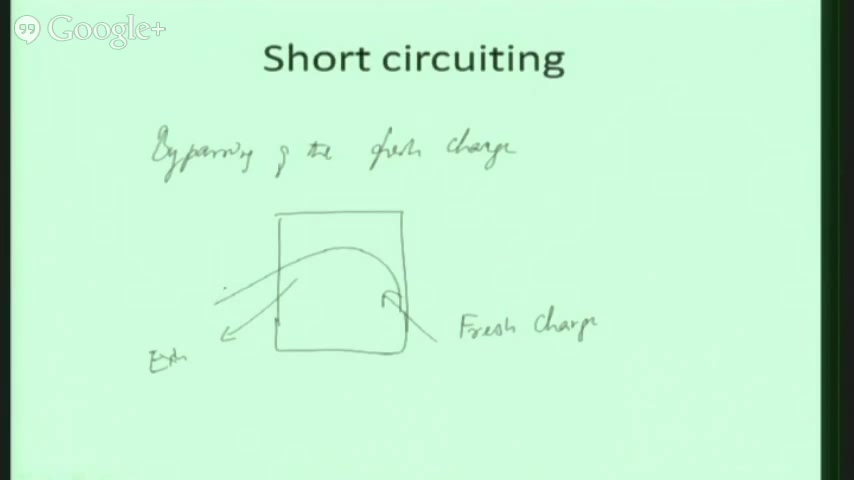 Google+
Short circuiting
Bypassing of the fresh charge
Fresh Charge
Exh